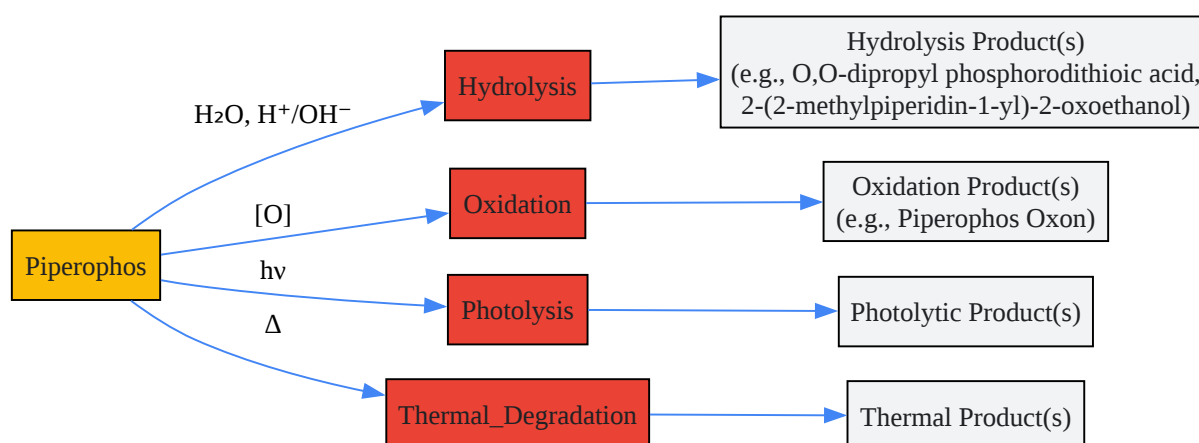 Piperophos
H₂O, H⁺/OH⁻
[O]
hν
Δ
Hydrolysis
Oxidation
Photolysis
Thermal_Degradation
Hydrolysis Product(s)
(e.g., O,O-dipropyl phosphorodithioic acid,
2-(2-methylpiperidin-1-yl)-2-oxoethanol)
Oxidation Product(s)
(e.g., Piperophos Oxon)
Photolytic Product(s)
Thermal Product(s)